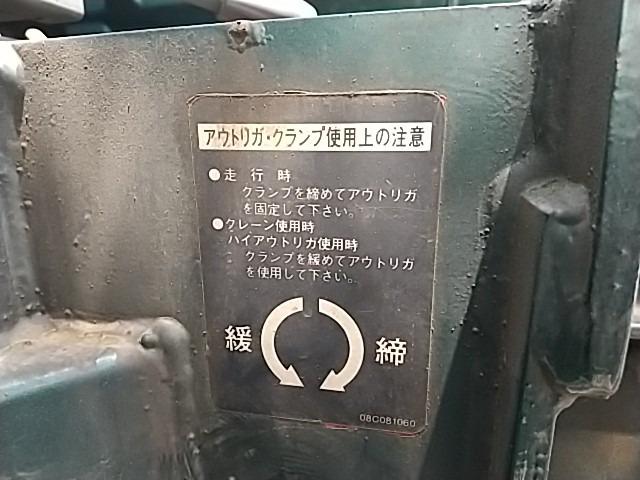 アウトリガ・クランプ使用上の注意
●走行時
クランプを締めてアウトリガ
を固定して下さい。
●クレーン使用時
ハイアウトリガ使用時
クランプを緩めてアウトリガ
を使用して下さい。
緩 締
08C081060